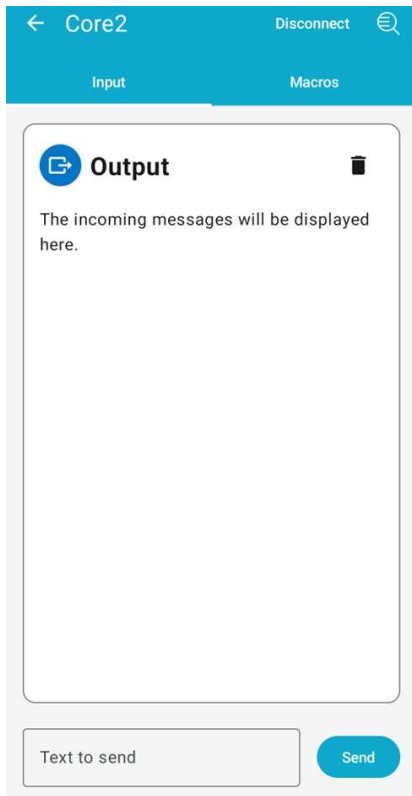 Core2
Disconnect
Input
Macros
Output
The incoming messages will be displayed
here.
Text to send
Send